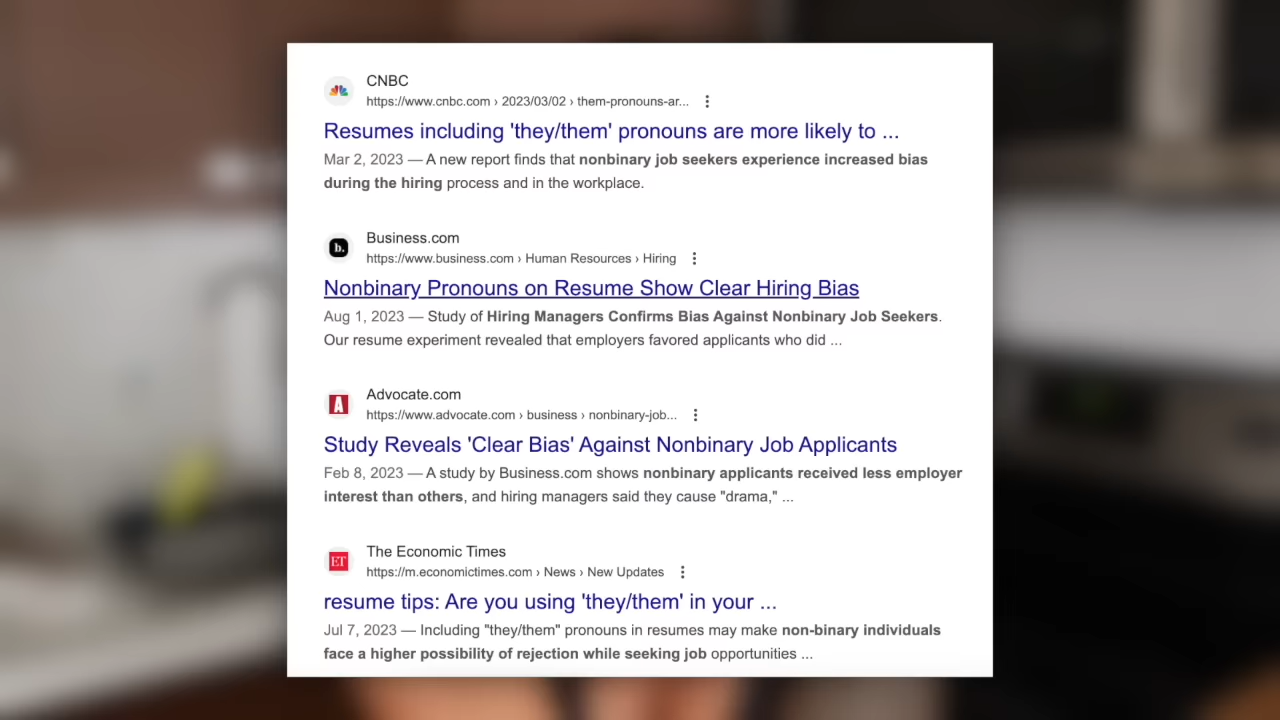 CNBC
https://www.cnbc.com › 2023/03/02 › them-pronouns-ar...
Resumes including 'they/them' pronouns are more likely to ...
Mar 2, 2023 — A new report finds that nonbinary job seekers experience increased bias
during the hiring process and in the workplace.
b.
Business.com
https://www.business.com › Human Resources › Hiring
Nonbinary Pronouns on Resume Show Clear Hiring Bias
Aug 1, 2023 — Study of Hiring Managers Confirms Bias Against Nonbinary Job Seekers.
Our resume experiment revealed that employers favored applicants who did ...
A
Advocate.com
https://www.advocate.com › business › nonbinary-job...
Study Reveals 'Clear Bias' Against Nonbinary Job Applicants
Feb 8, 2023 — A study by Business.com shows nonbinary applicants received less employer
interest than others, and hiring managers said they cause "drama," ...
ET
The Economic Times
https://m.economictimes.com › News › New Updates
resume tips: Are you using 'they/them' in your ...
Jul 7, 2023 — Including "they/them" pronouns in resumes may make non-binary individuals
face a higher possibility of rejection while seeking job opportunities ...